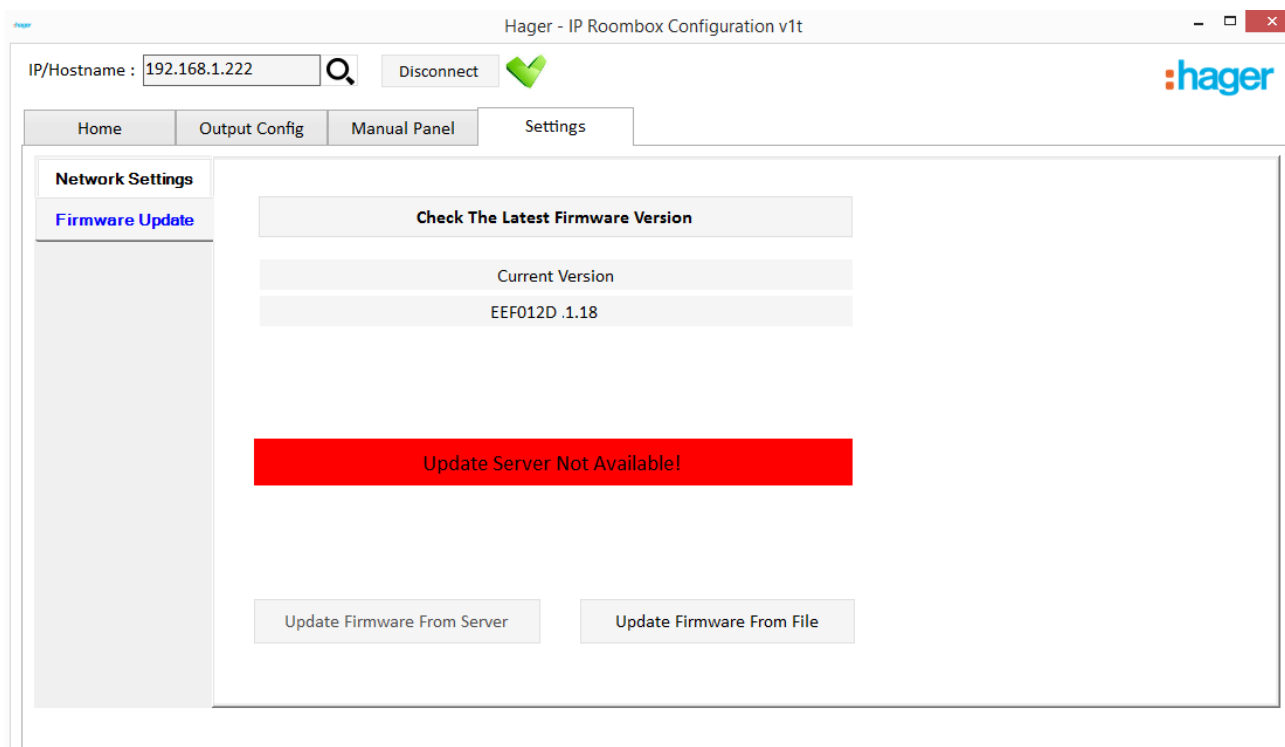 :hager
Hager - IP Roombox Configuration v1t
IP/Hostname : 192.168.1.222
Disconnect
:hager
Home
Output Config
Manual Panel
Settings
Network Settings
Firmware Update
Check The Latest Firmware Version
Current Version
EEF012D .1.18
Update Server Not Available!
Update Firmware From Server
Update Firmware From File